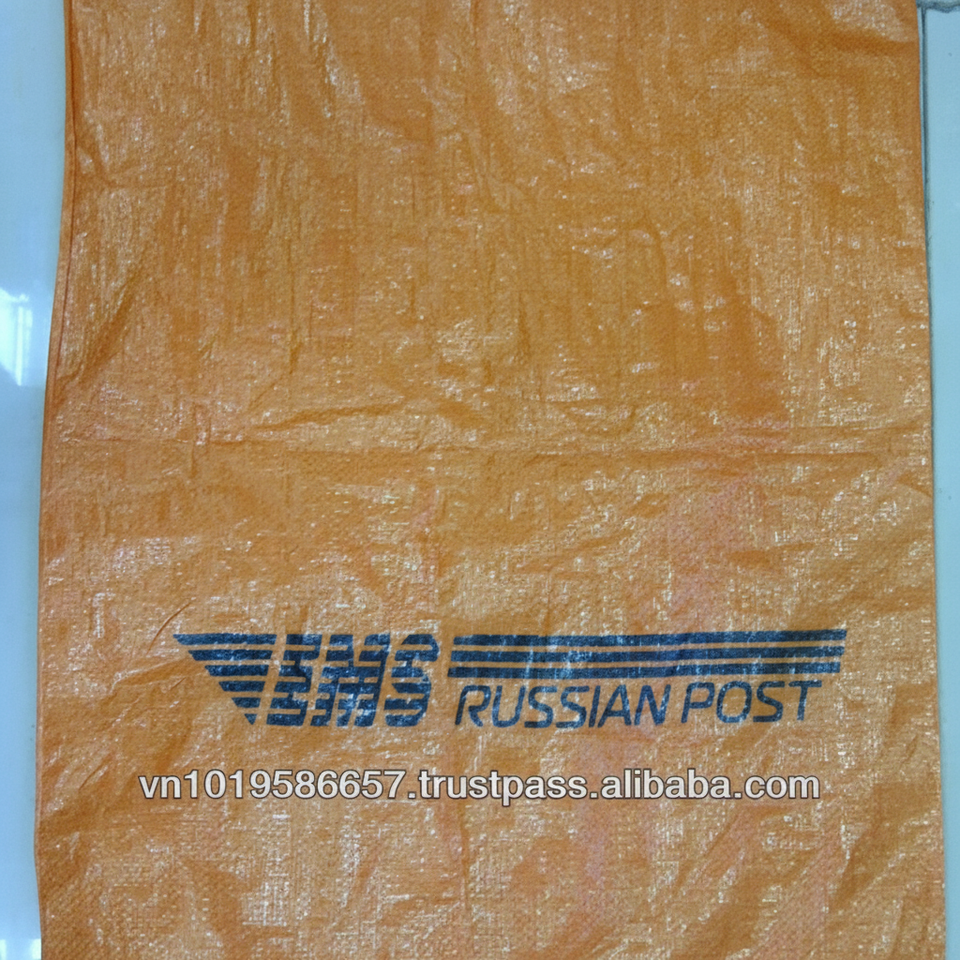 EMS RUSSIAN POST
vn1019586657.trustpass.alibaba.com